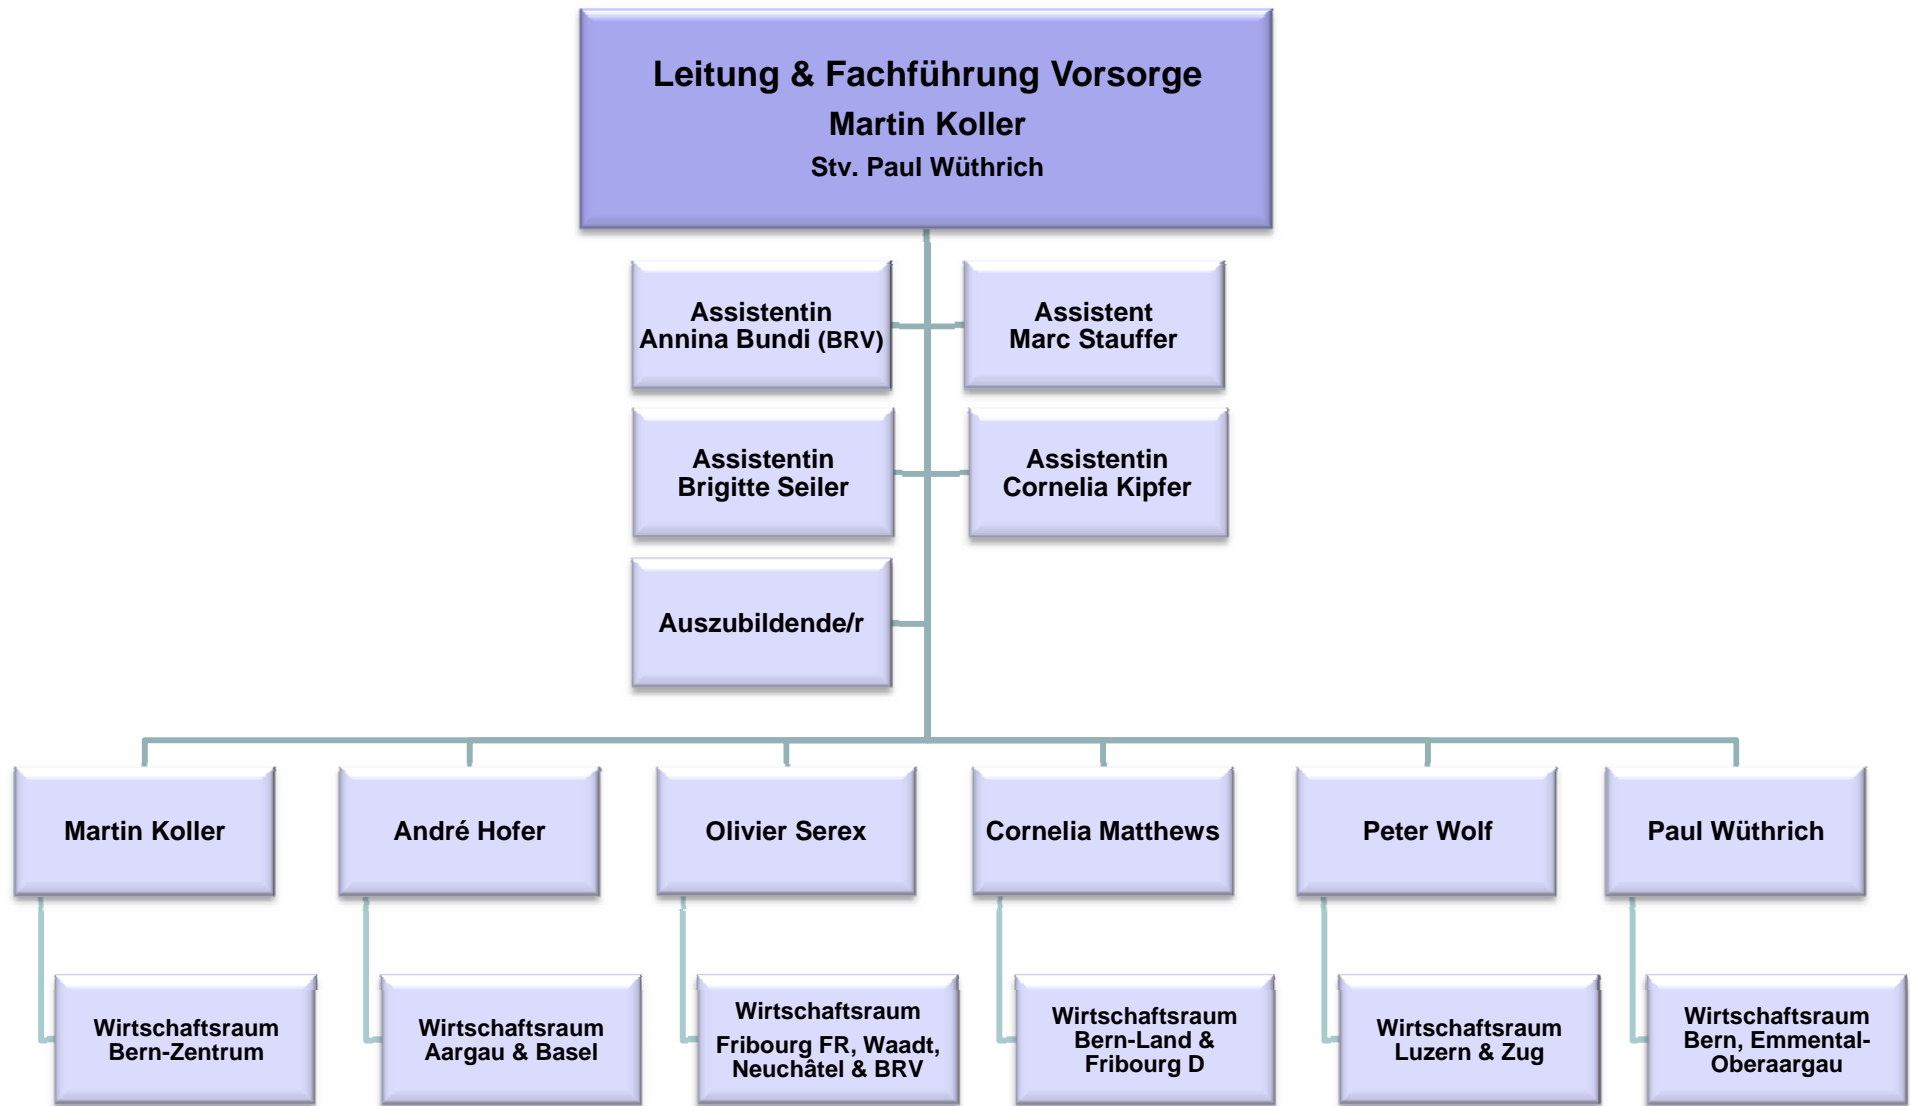 Leitung & Fachführung Vorsorge
Martin Koller
Stv. Paul Wüthrich
Assistentin
Annina Bundi (BRV)
Assistent
Marc Stauffer
Assistentin
Brigitte Seiler
Assistentin
Cornelia Kipfer
Auszubildende/r
Martin Koller
André Hofer
Olivier Serex
Cornelia Matthews
Peter Wolf
Paul Wüthrich
Wirtschaftsraum
Bern-Zentrum
Wirtschaftsraum
Aargau & Basel
Wirtschaftsraum
Fribourg FR, Waadt,
Neuchâtel & BRV
Wirtschaftsraum
Bern-Land &
Fribourg D
Wirtschaftsraum
Luzern & Zug
Wirtschaftsraum
Bern, Emmental-
Oberaargau